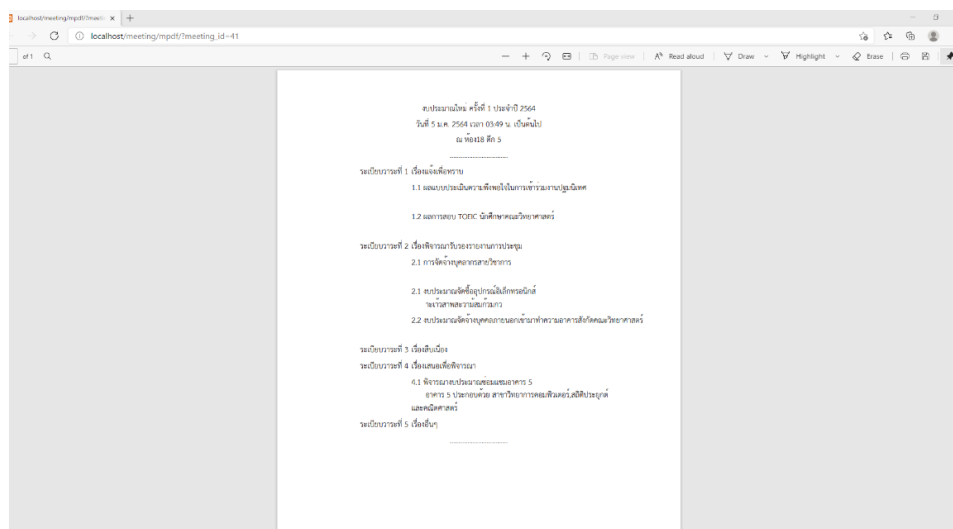 localhost/meeting/mpdf/?meeti
localhost/meeting/mpdf/?meeting_id=41
of 1
Page view
Read aloud
Draw
Highlight
Erase
งบประมาณใหม่ ครั้งที่ 1 ประจำปี 2564
วันที่ 5 ม.ค. 2564 เวลา 03:49 น. เป็นต้นไป
ณ ห้อง18 ตึก 5
ระเบียบวาระที่ 1 เรื่องแจ้งเพื่อทราบ
1.1 ผลแบบประเมินความพึงพอใจในการเข้าร่วมงานปฐมนิเทศ
1.2 ผลการสอบ TOEIC นักศึกษาคณะวิทยาศาสตร์
ระเบียบวาระที่ 2 เรื่องพิจารณารับรองรายงานการประชุม
2.1 การจัดจ้างบุคลากรสายวิชาการ
2.1 งบประมาณจัดซื้ออุปกรณ์อิเล็กทรอนิกส์
2.2 งบประมาณจัดจ้างบุคคลภายนอกเข้ามาทำความอาคารสังกัดคณะวิทยาศาสตร์
ระเบียบวาระที่ 3 เรื่องสืบเนื่อง
ระเบียบวาระที่ 4 เรื่องเสนอเพื่อพิจารณา
4.1 พิจารณางบประมาณซ่อมแซมอาคาร 5
อาคาร 5 ประกอบด้วย สาขาวิทยาการคอมพิวเตอร์,สถิติประยุกต์
และคณิตศาสตร์
ระเบียบวาระที่ 5 เรื่องอื่นๆ